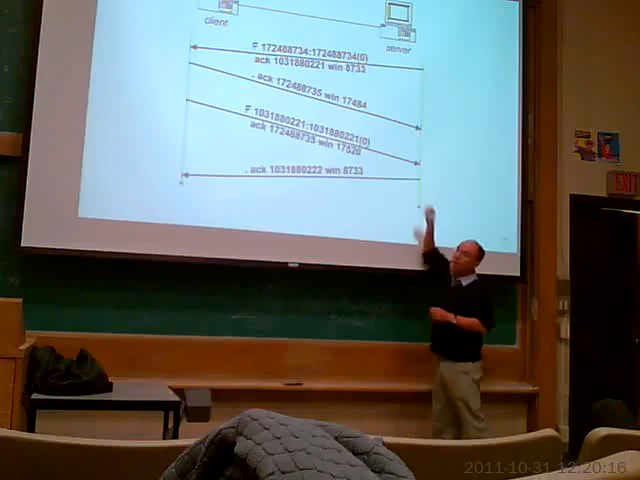 client
server
F 172488734:172488734(0)
ack 1031880221 win 8733
. ack 172488735 win 17484
F 1031880221:1031880221(0)
ack 172488735 win 17520
. ack 1031880222 win 8733
EXIT
2011-10-31 12:20:16